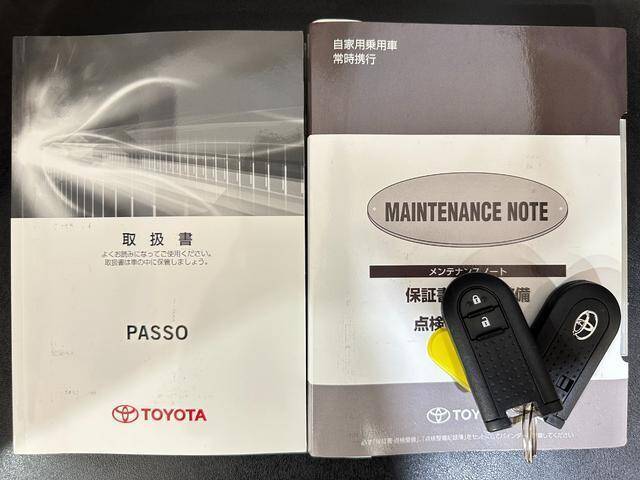 取扱書
よくお読みになってご使用ください。
取扱書は車の中に保管しましょう。
PASSO
TOYOTA
自家用乗用車
常時携行
MAINTENANCE NOTE
メンテナンスノート
保証書
備
点検
TOY